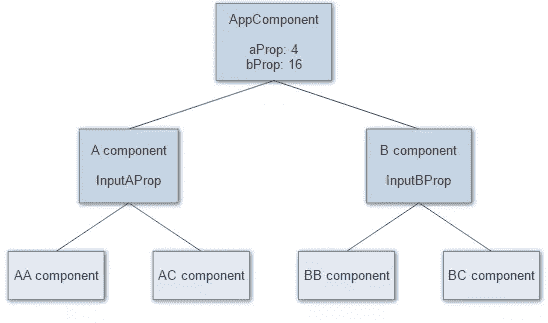 AppComponent
aProp: 4
bProp: 16
A component
InputAProp
B component
InputBProp
AA component
AC component
BB component
BC component